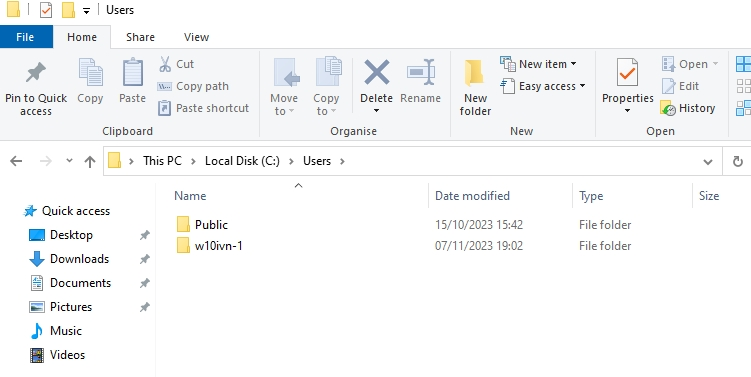 Users
File Home Share View
Pin to Quick access
Copy
Paste
Cut
Copy path
Paste shortcut
Clipboard
Move to
Copy to
Delete
Rename
Organise
New folder
New item
Easy access
New
Properties
Open
Edit
History
Open
This PC > Local Disk (C:) > Users >
Name Date modified Type Size
Quick access
Desktop
Downloads
Documents
Pictures
Music
Videos
Public 15/10/2023 15:42 File folder
w10ivn-1 07/11/2023 19:02 File folder